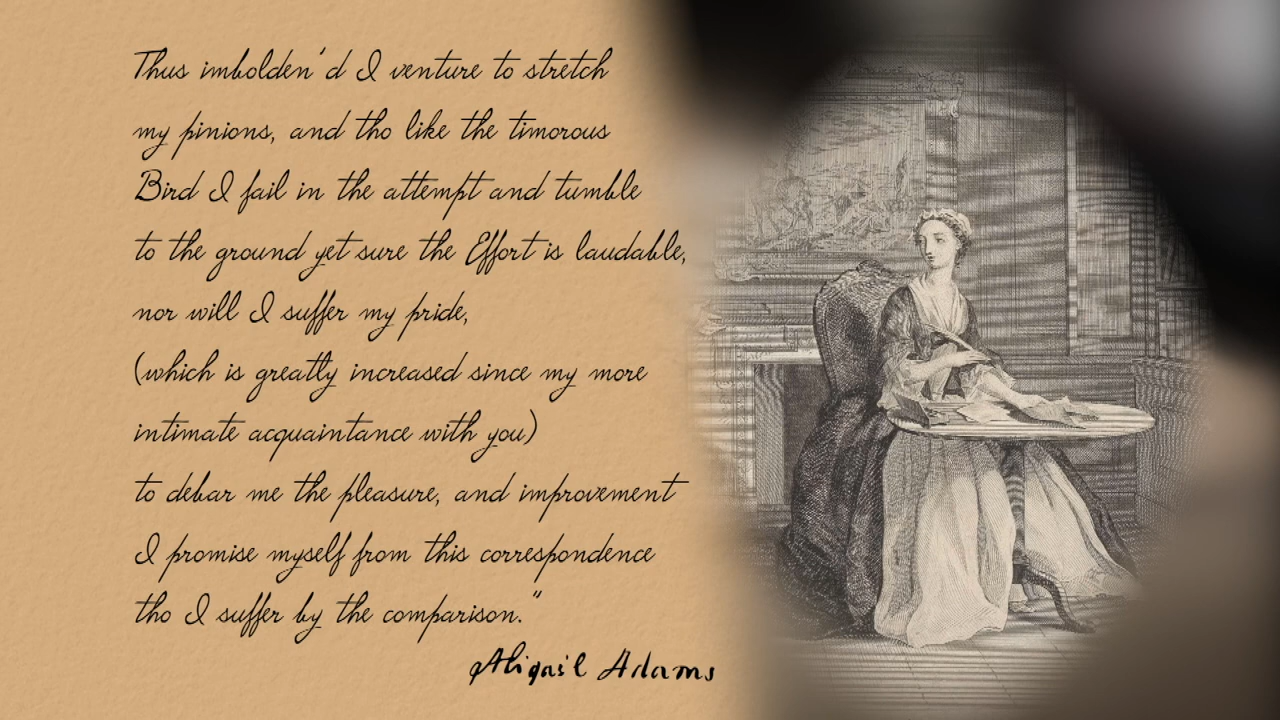 Thus imbolden'd I venture to stretch
my pinions, and tho like the timorous
Bird I fail in the attempt and tumble
to the ground yet sure the Effort is laudable,
nor will I suffer my pride,
(which is greatly increased since my more
intimate acquaintance with you)
to debar me the pleasure, and improvement
I promise myself from this correspondence
tho I suffer by the comparison."
Abigail Adams